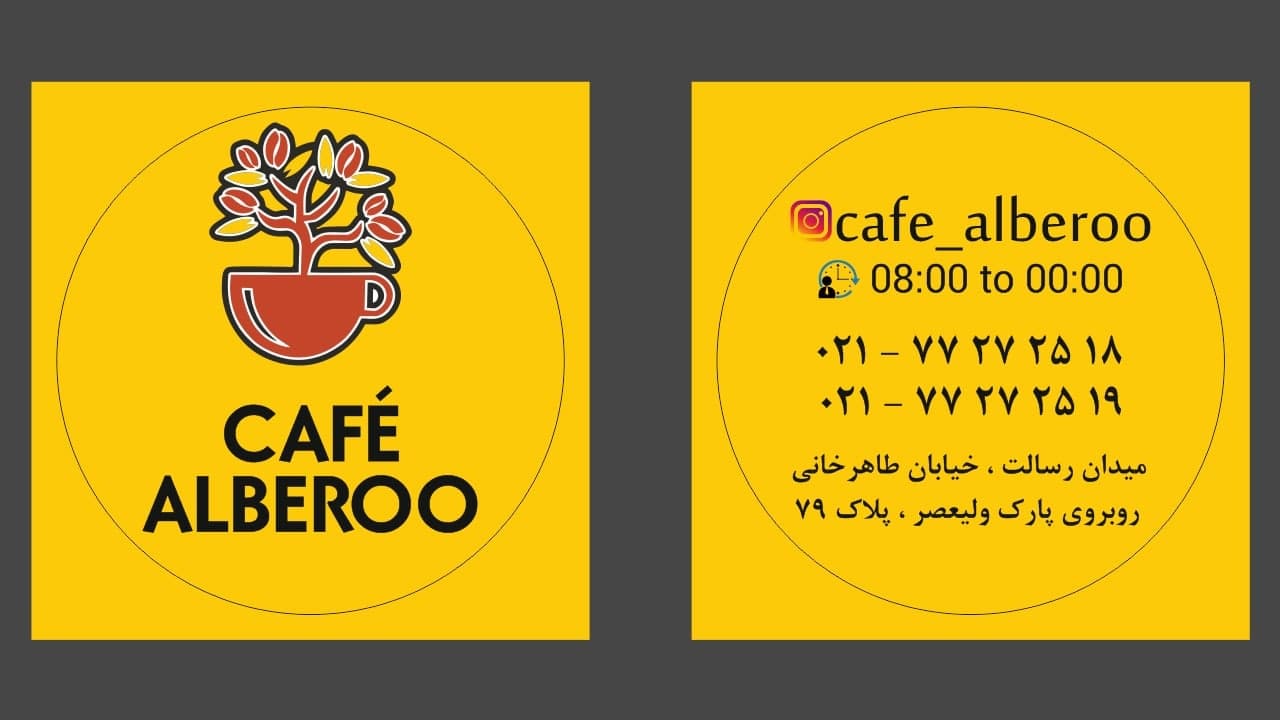 CAFÉ
ALBEROO
cafe_alberoo
08:00 to 00:00
۰۲۱ - ۷۷ ۲۷ ۲۵ ۱۸
۰۲۱ - ۷۷ ۲۷ ۲۵ ۱۹
میدان رسالت ، خیابان طاهرخانی
روبروی پارک ولیعصر ، پلاک ۷۹